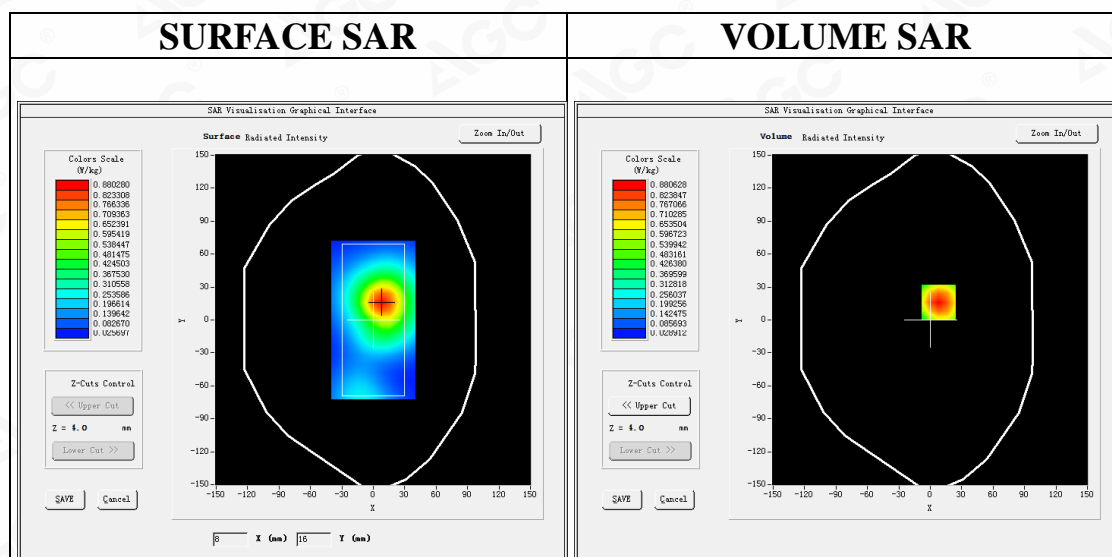 SURFACE SAR
VOLUME SAR
SAR Visualisation Graphical Interface
Surface Radiated Intensity
Zoom In/Out
Colors Scale
(W/kg)
0.880280
0.823308
0.766336
0.709363
0.652391
0.595419
0.538447
0.481475
0.424503
0.367530
0.310558
0.253586
0.196614
0.139642
0.082670
0.025697
150
120
90
60
30
0
-30
-60
-90
-120
-150
Y
-150 -120 -90 -60 -30 0 30 60 90 120 150
X
Z-Cuts Control
<< Upper Cut
Z = 4.0 mm
Lower Cut >>
SAVE Cancel
8 X (mm) 16 Y (mm)
SAR Visualisation Graphical Interface
Volume Radiated Intensity
Zoom In/Out
Colors Scale
(W/kg)
0.880628
0.823847
0.767066
0.710285
0.653504
0.596723
0.539942
0.483161
0.426380
0.369599
0.312818
0.256037
0.199256
0.142475
0.085693
0.028912
150
120
90
60
30
0
-30
-60
-90
-120
-150
Y
-150 -120 -90 -60 -30 0 30 60 90 120 150
X
Z-Cuts Control
<< Upper Cut
Z = 4.0 mm
Lower Cut >>
SAVE Cancel